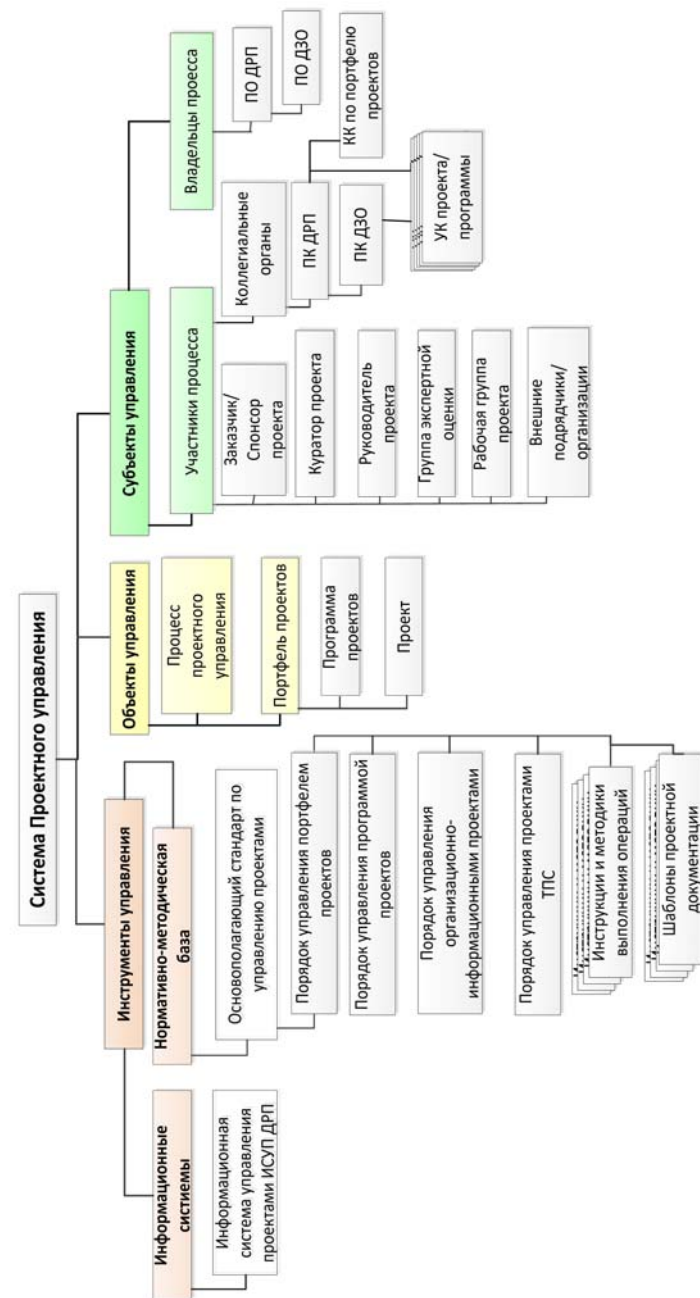 Система Проектного управления
Инструменты управления
Объекты управления
Субъекты управления
Информационные
систиемы
Информационная
система управления
проектами ИСУП ДРП
Нормативно-методическая
база
Основополагающий стандарт по
управлению проектами
Порядок управления портфелем
проектов
Порядок управления программой
проектов
Порядок управления
организационно-
информационными проектами
Порядок управления проектами
ТПС
Инструкции и методики
выполнения операций
Шаблоны проектной
документации
Процесс
проектного
управления
Портфель проектов
Программа
проектов
Проект
Участники процесса
Заказчик/
Спонсор
проекта
Куратор проекта
Руководитель
проекта
Группа экспертной
оценки
Рабочая группа
проекта
Внешние
подрядчики/
организации
Коллегиальные
органы
ПК ДРП
ПК ДЗО
КК по портфелю
проектов
УК проекта/
программы
Владельцы проесса
ПО ДРП
ПО ДЗО